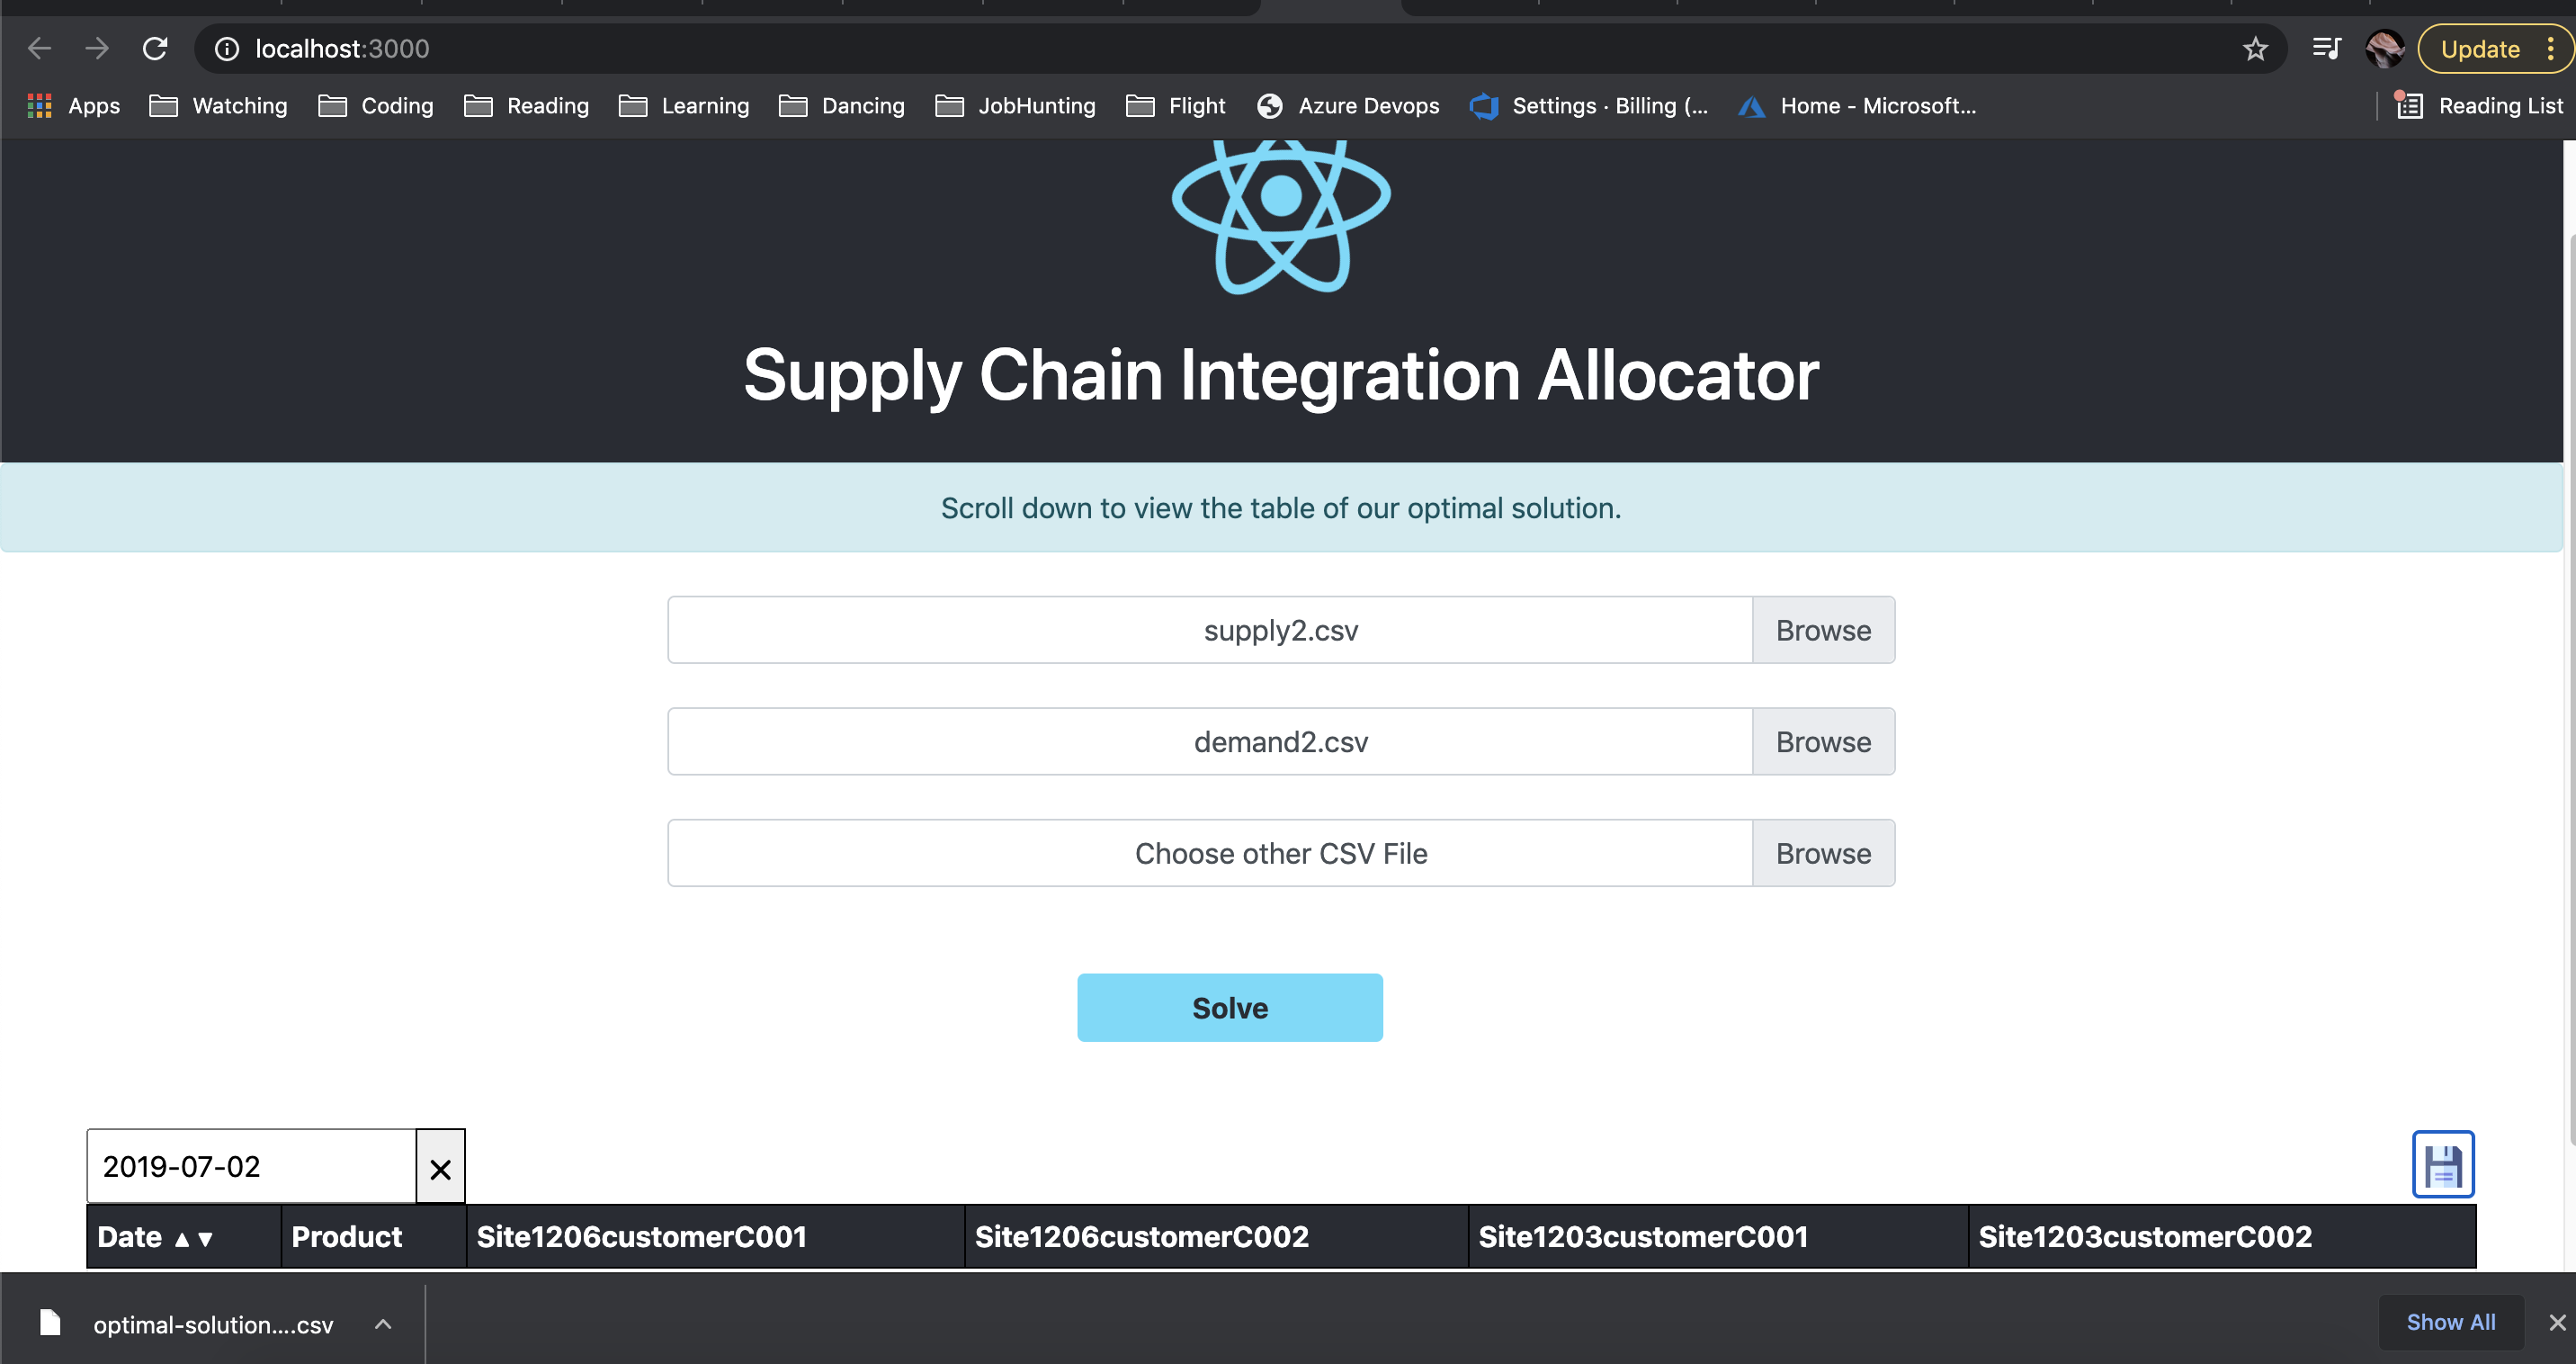 localhost:3000
Update
Apps Watching Coding Reading Learning Dancing JobHunting Flight Azure Devops Settings · Billing (... Home - Microsoft... Reading List
Supply Chain Integration Allocator
Scroll down to view the table of our optimal solution.
supply2.csv Browse
demand2.csv Browse
Choose other CSV File Browse
Solve
2019-07-02
Date ▲▼ Product Site1206customerC001 Site1206customerC002 Site1203customerC001 Site1203customerC002
optimal-solution....csv Show All